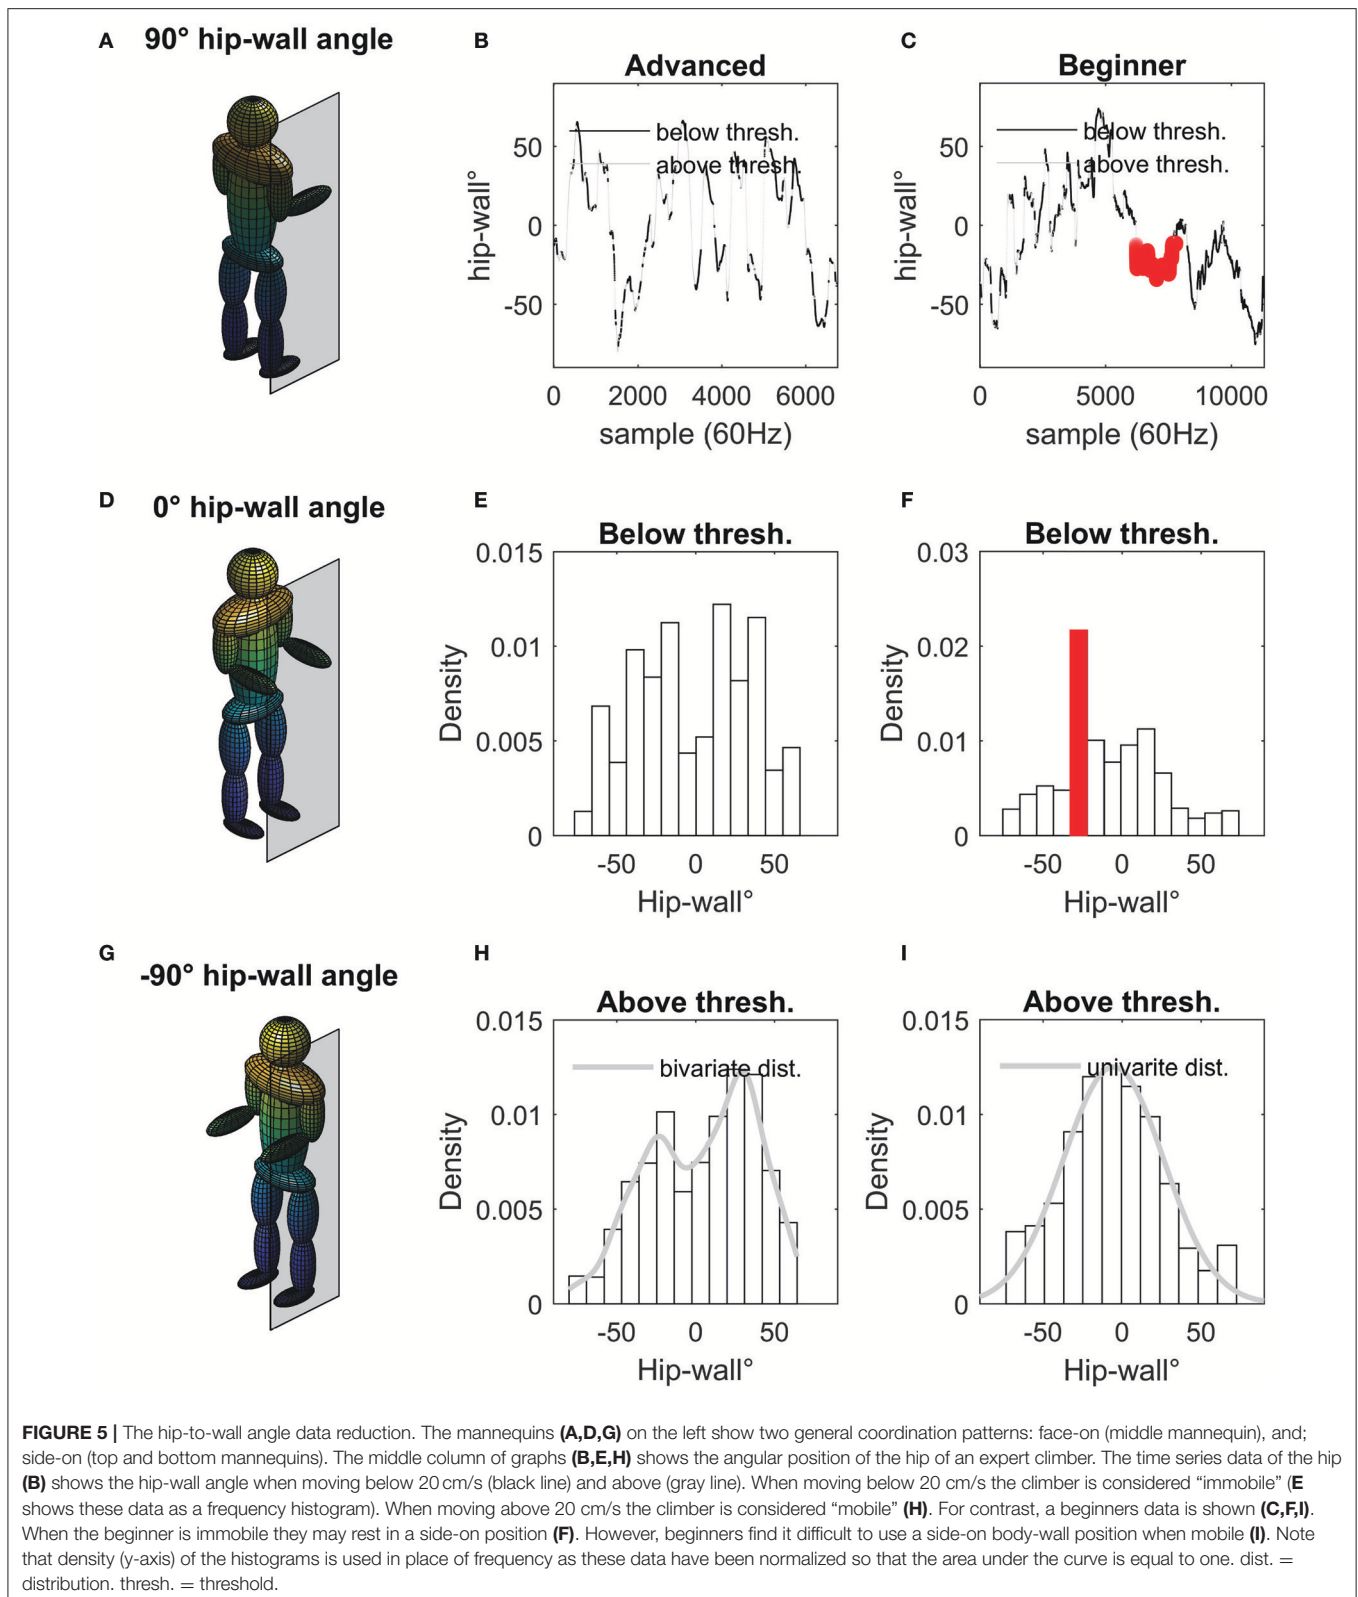 A 90° hip-wall angle
B
Advanced
below thresh.
above thresh.
50
0
-50
hip-wall°
0 2000 4000 6000
sample (60Hz)
C
Beginner
below thresh.
above thresh.
50
0
-50
hip-wall°
0 5000 10000
sample (60Hz)
D 0° hip-wall angle
E
Below thresh.
0.015
0.01
0.005
0
Density
-50 0 50
Hip-wall°
F
Below thresh.
0.03
0.02
0.01
0
Density
-50 0 50
Hip-wall°
G -90° hip-wall angle
H
Above thresh.
bivariate dist.
0.015
0.01
0.005
0
Density
-50 0 50
Hip-wall°
I
Above thresh.
univarite dist.
0.015
0.01
0.005
0
Density
-50 0 50
Hip-wall°
FIGURE 5 | The hip-to-wall angle data reduction. The mannequins (A,D,G) on the left show two general coordination patterns: face-on (middle mannequin), and;
side-on (top and bottom mannequins). The middle column of graphs (B,E,H) shows the angular position of the hip of an expert climber. The time series data of the hip
(B) shows the hip-wall angle when moving below 20 cm/s (black line) and above (gray line). When moving below 20 cm/s the climber is considered “immobile” (E
shows these data as a frequency histogram). When moving above 20 cm/s the climber is considered “mobile” (H). For contrast, a beginners data is shown (C,F,I).
When the beginner is immobile they may rest in a side-on position (F). However, beginners find it difficult to use a side-on body-wall position when mobile (I). Note
that density (y-axis) of the histograms is used in place of frequency as these data have been normalized so that the area under the curve is equal to one. dist. =
distribution. thresh. = threshold.